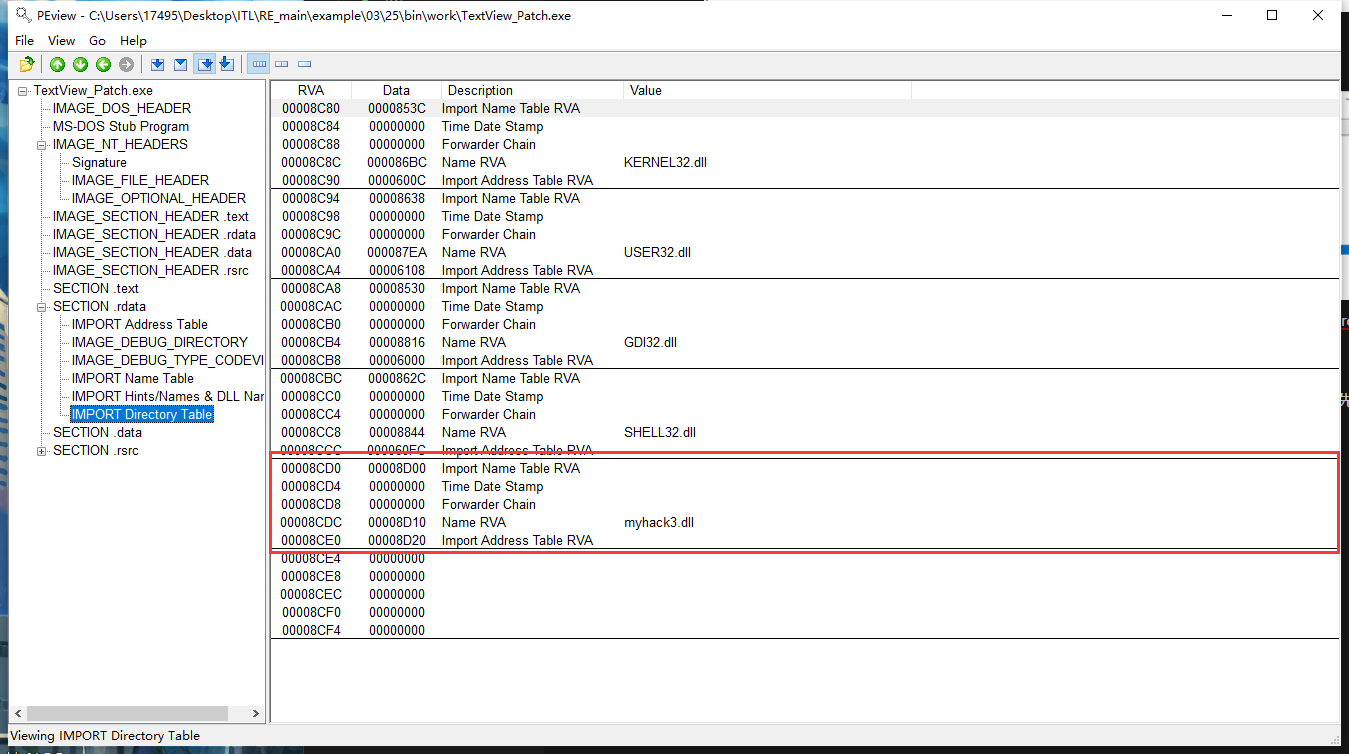 PEview - C:\Users\17495\Desktop\ITL\RE_main\example\03\25\bin\work\TextView_Patch.exe
File View Go Help
TextView_Patch.exe
IMAGE_DOS_HEADER
MS-DOS Stub Program
IMAGE_NT_HEADERS
Signature
IMAGE_FILE_HEADER
IMAGE_OPTIONAL_HEADER
IMAGE_SECTION_HEADER .text
IMAGE_SECTION_HEADER .rdata
IMAGE_SECTION_HEADER .data
IMAGE_SECTION_HEADER .rsrc
SECTION .text
SECTION .rdata
IMPORT Address Table
IMAGE_DEBUG_DIRECTORY
IMAGE_DEBUG_TYPE_CODEVI
IMPORT Name Table
IMPORT Hints/Names & DLL Nar
IMPORT Directory Table
SECTION .data
SECTION .rsrc
RVA Data Description Value
00008C80 0000853C Import Name Table RVA
00008C84 00000000 Time Date Stamp
00008C88 00000000 Forwarder Chain
00008C8C 000086BC Name RVA KERNEL32.dll
00008C90 0000600C Import Address Table RVA
00008C94 00008638 Import Name Table RVA
00008C98 00000000 Time Date Stamp
00008C9C 00000000 Forwarder Chain
00008CA0 000087EA Name RVA USER32.dll
00008CA4 00006108 Import Address Table RVA
00008CA8 00008530 Import Name Table RVA
00008CAC 00000000 Time Date Stamp
00008CB0 00000000 Forwarder Chain
00008CB4 00008816 Name RVA GDI32.dll
00008CB8 00006000 Import Address Table RVA
00008CBC 0000862C Import Name Table RVA
00008CC0 00000000 Time Date Stamp
00008CC4 00000000 Forwarder Chain
00008CC8 00008844 Name RVA SHELL32.dll
00008CCC 000060FC Import Address Table RVA
00008CD0 00008D00 Import Name Table RVA
00008CD4 00000000 Time Date Stamp
00008CD8 00000000 Forwarder Chain
00008CDC 00008D10 Name RVA myhack3.dll
00008CE0 00008D20 Import Address Table RVA
00008CE4 00000000
00008CE8 00000000
00008CEC 00000000
00008CF0 00000000
00008CF4 00000000
Viewing IMPORT Directory Table